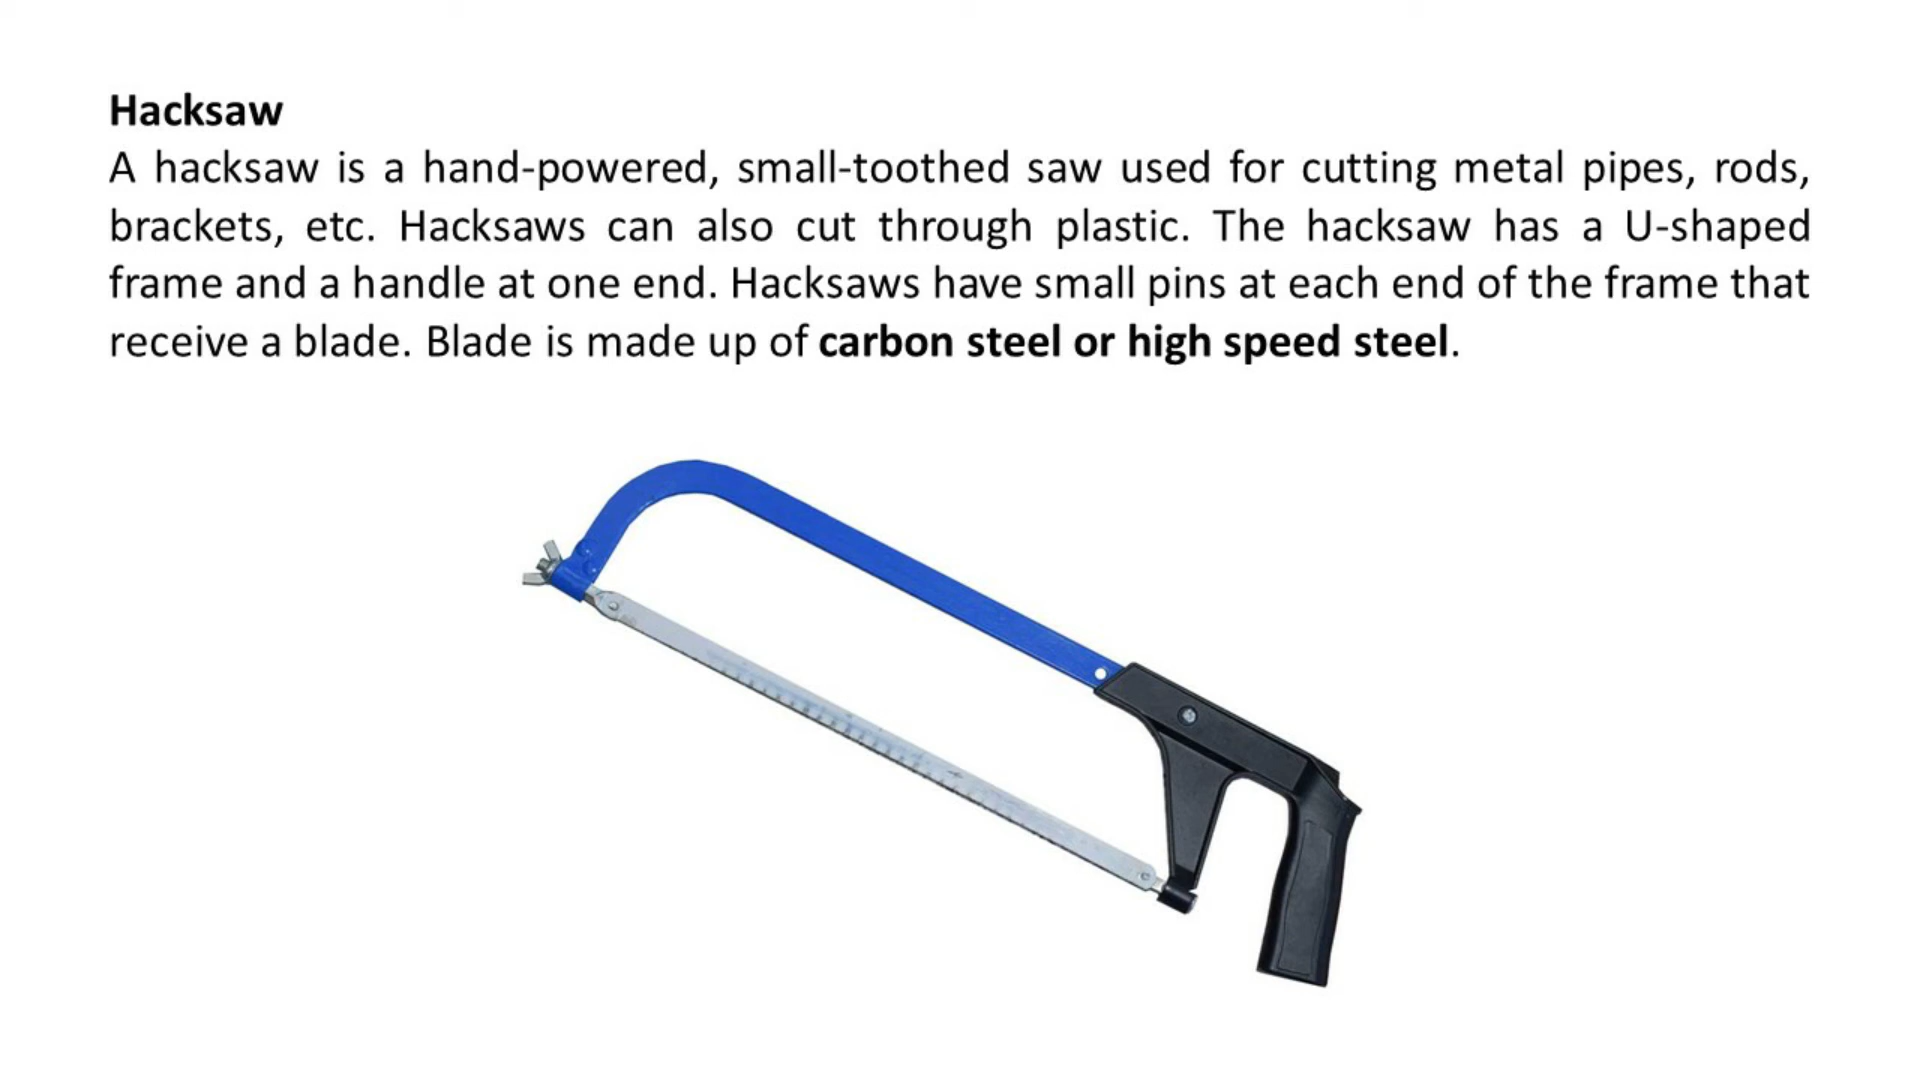 Hacksaw
A hacksaw is a hand-powered, small-toothed saw used for cutting metal pipes, rods,
brackets, etc. Hacksaws can also cut through plastic. The hacksaw has a U-shaped
frame and a handle at one end. Hacksaws have small pins at each end of the frame that
receive a blade. Blade is made up of carbon steel or high speed steel.